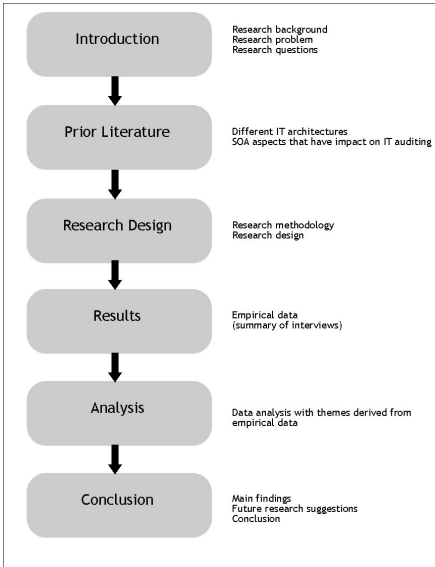 Introduction
Research background
Research problem
Research questions
Prior Literature
Different IT architectures
SOA aspects that have impact on IT auditing
Research Design
Research methodology
Research design
Results
Empirical data
(summary of interviews)
Analysis
Data analysis with themes derived from
empirical data
Conclusion
Main findings
Future research suggestions
Conclusion